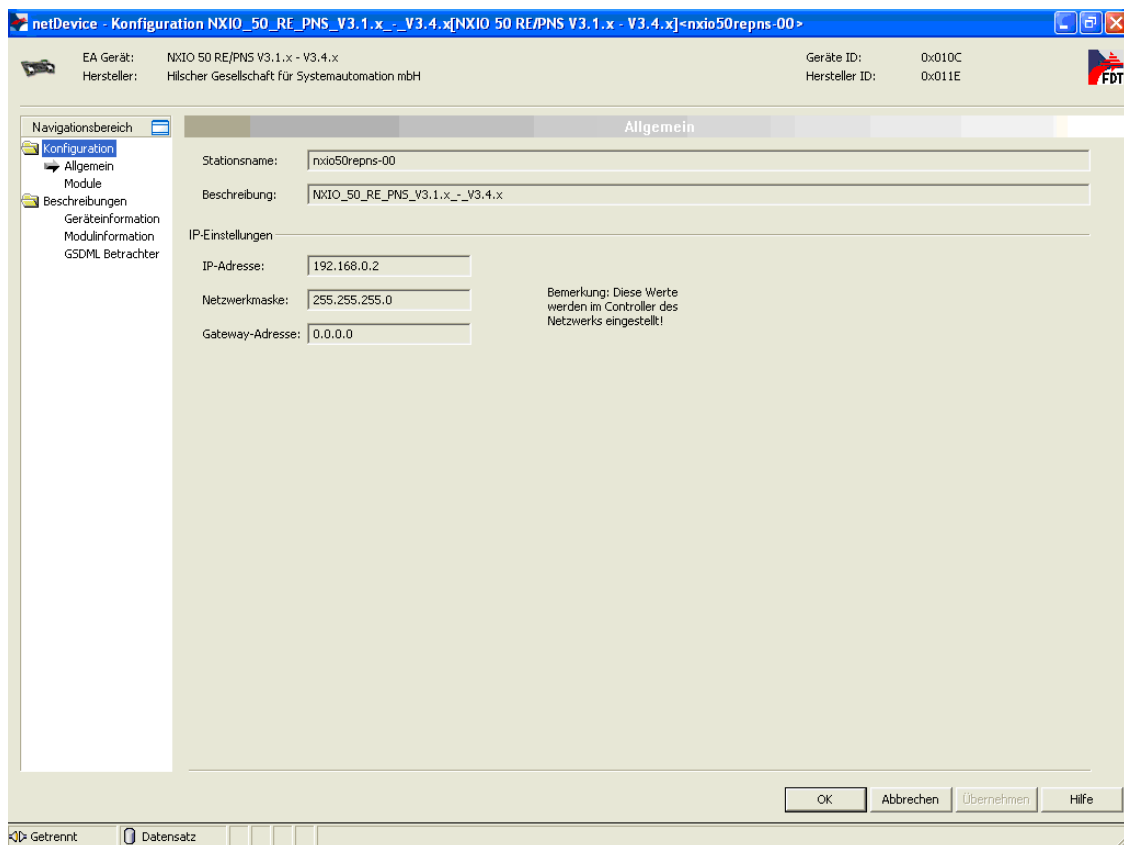 netDevice - Konfiguration NXIO_50_RE_PNS_V3.1.x_-_V3.4.x[NXIO 50 RE/PNS V3.1.x - V3.4.x]<nxio50repns-00>
EA Gerät: NXIO 50 RE/PNS V3.1.x - V3.4.x Geräte ID: 0x010C
Hersteller: Hilscher Gesellschaft für Systemautomation mbH Hersteller ID: 0x011E
FDT
Navigationsbereich
Konfiguration
Allgemein
Module
Beschreibungen
Geräteinformation
Modulinformation
GSDML Betrachter
Allgemein
Stationsname: nxio50repns-00
Beschreibung: NXIO_50_RE_PNS_V3.1.x_-_V3.4.x
IP-Einstellungen
IP-Adresse: 192.168.0.2
Netzwerkmaske: 255.255.255.0
Gateway-Adresse: 0.0.0.0
Bemerkung: Diese Werte
werden im Controller des
Netzwerks eingestellt!
OK Abbrechen Übernehmen Hilfe
Getrennt Datensatz